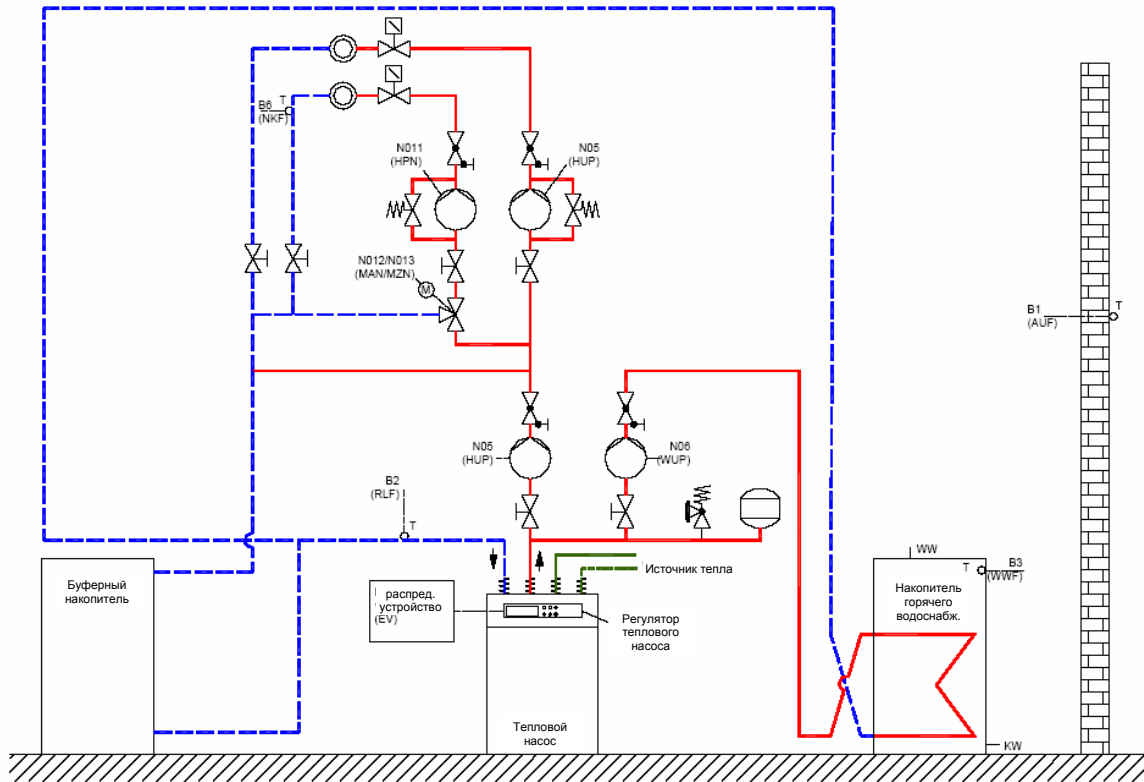 T
B6
(NKF)
N011
(HPN)
N05
(HUP)
N012/N013
(MAN/MZN)
M
B1
(AUF)
T
N05
(HUP)
N06
(WUP)
B2
(RLF)
T
WW
B3
(WWF)
T
Источник тепла
Буферный
накопитель
распред.
устройство
(EV)
Регулятор
теплового
насоса
Накопитель
горячего
водоснабж.
Тепловой
насос
KW